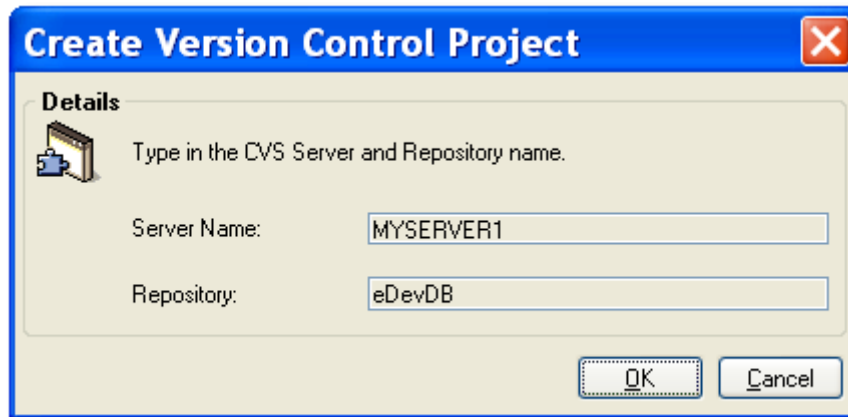 Create Version Control Project
Details
Type in the CVS Server and Repository name.
Server Name: MYSERVER1
Repository: eDevDB
OK Cancel